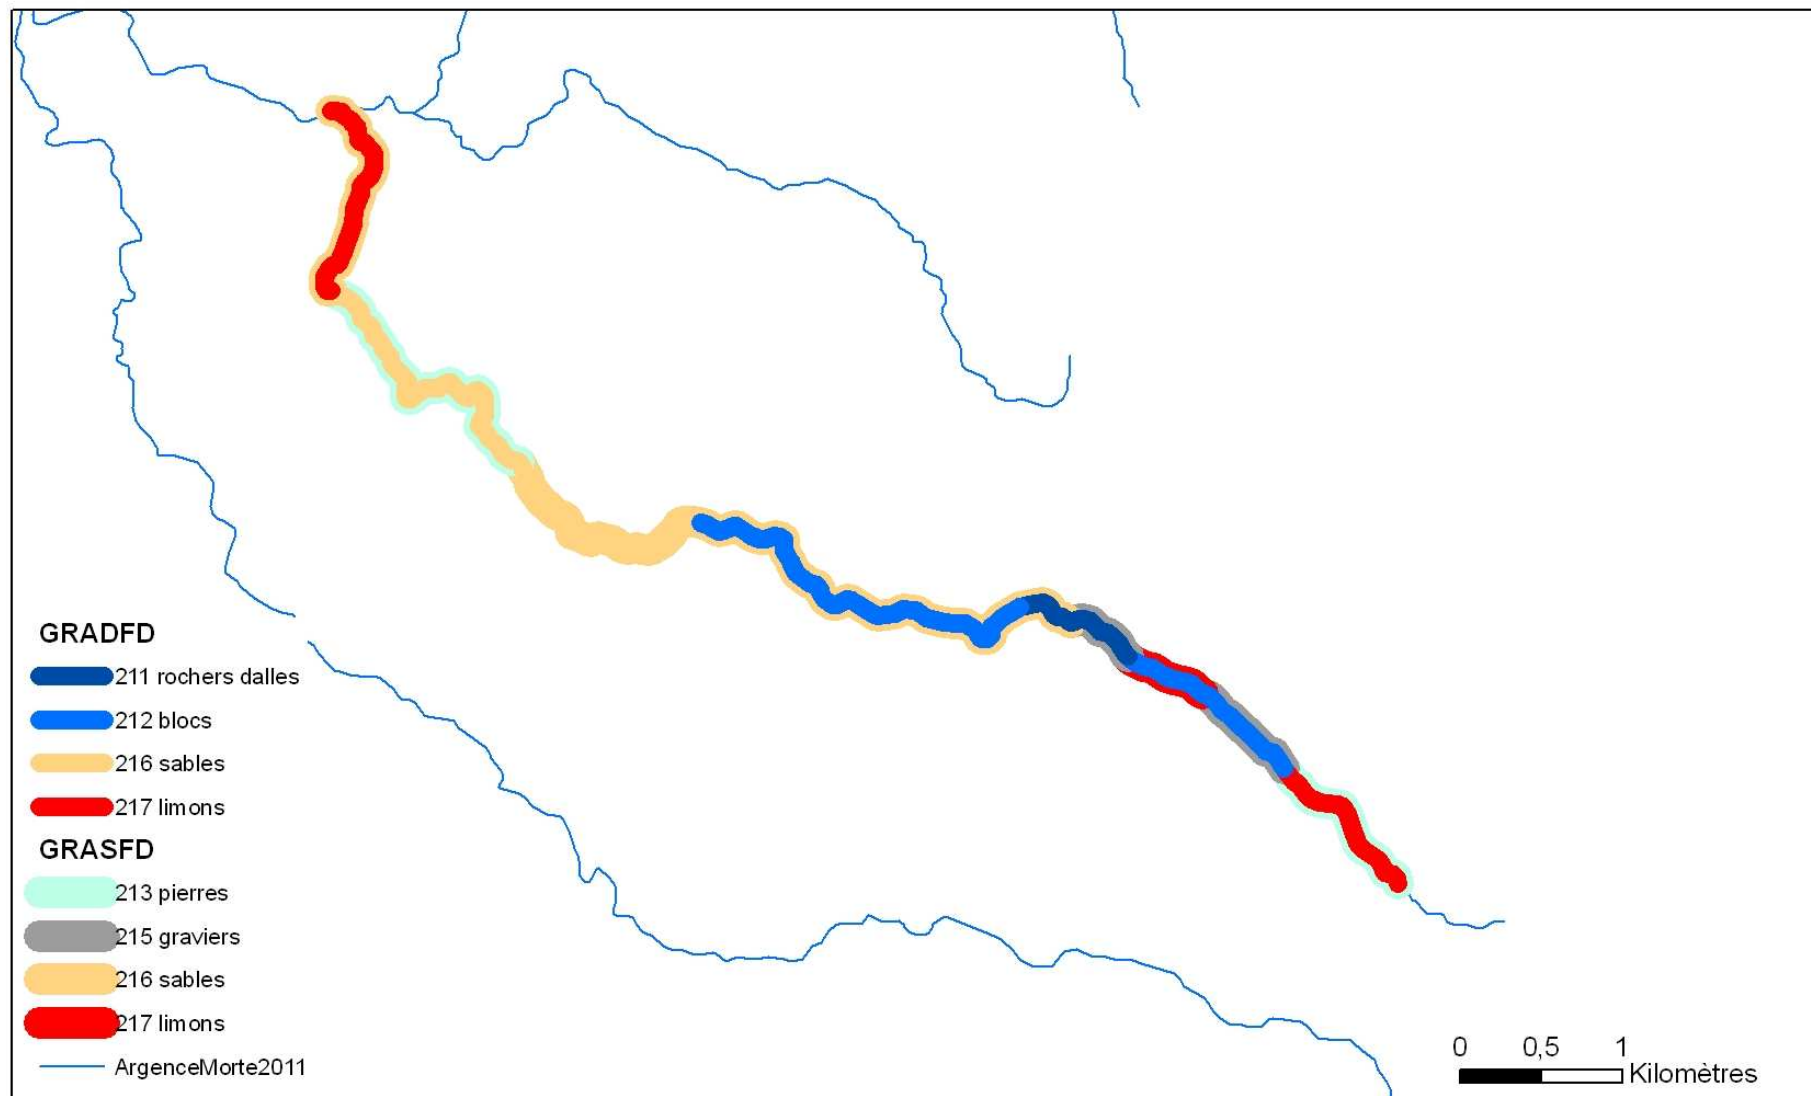 GRADFD
211 rochers dalles
212 blocs
216 sables
217 limons
GRASFD
213 pierres
215 graviers
216 sables
217 limons
ArgenceMorte2011
0 0,5 1
Kilomètres